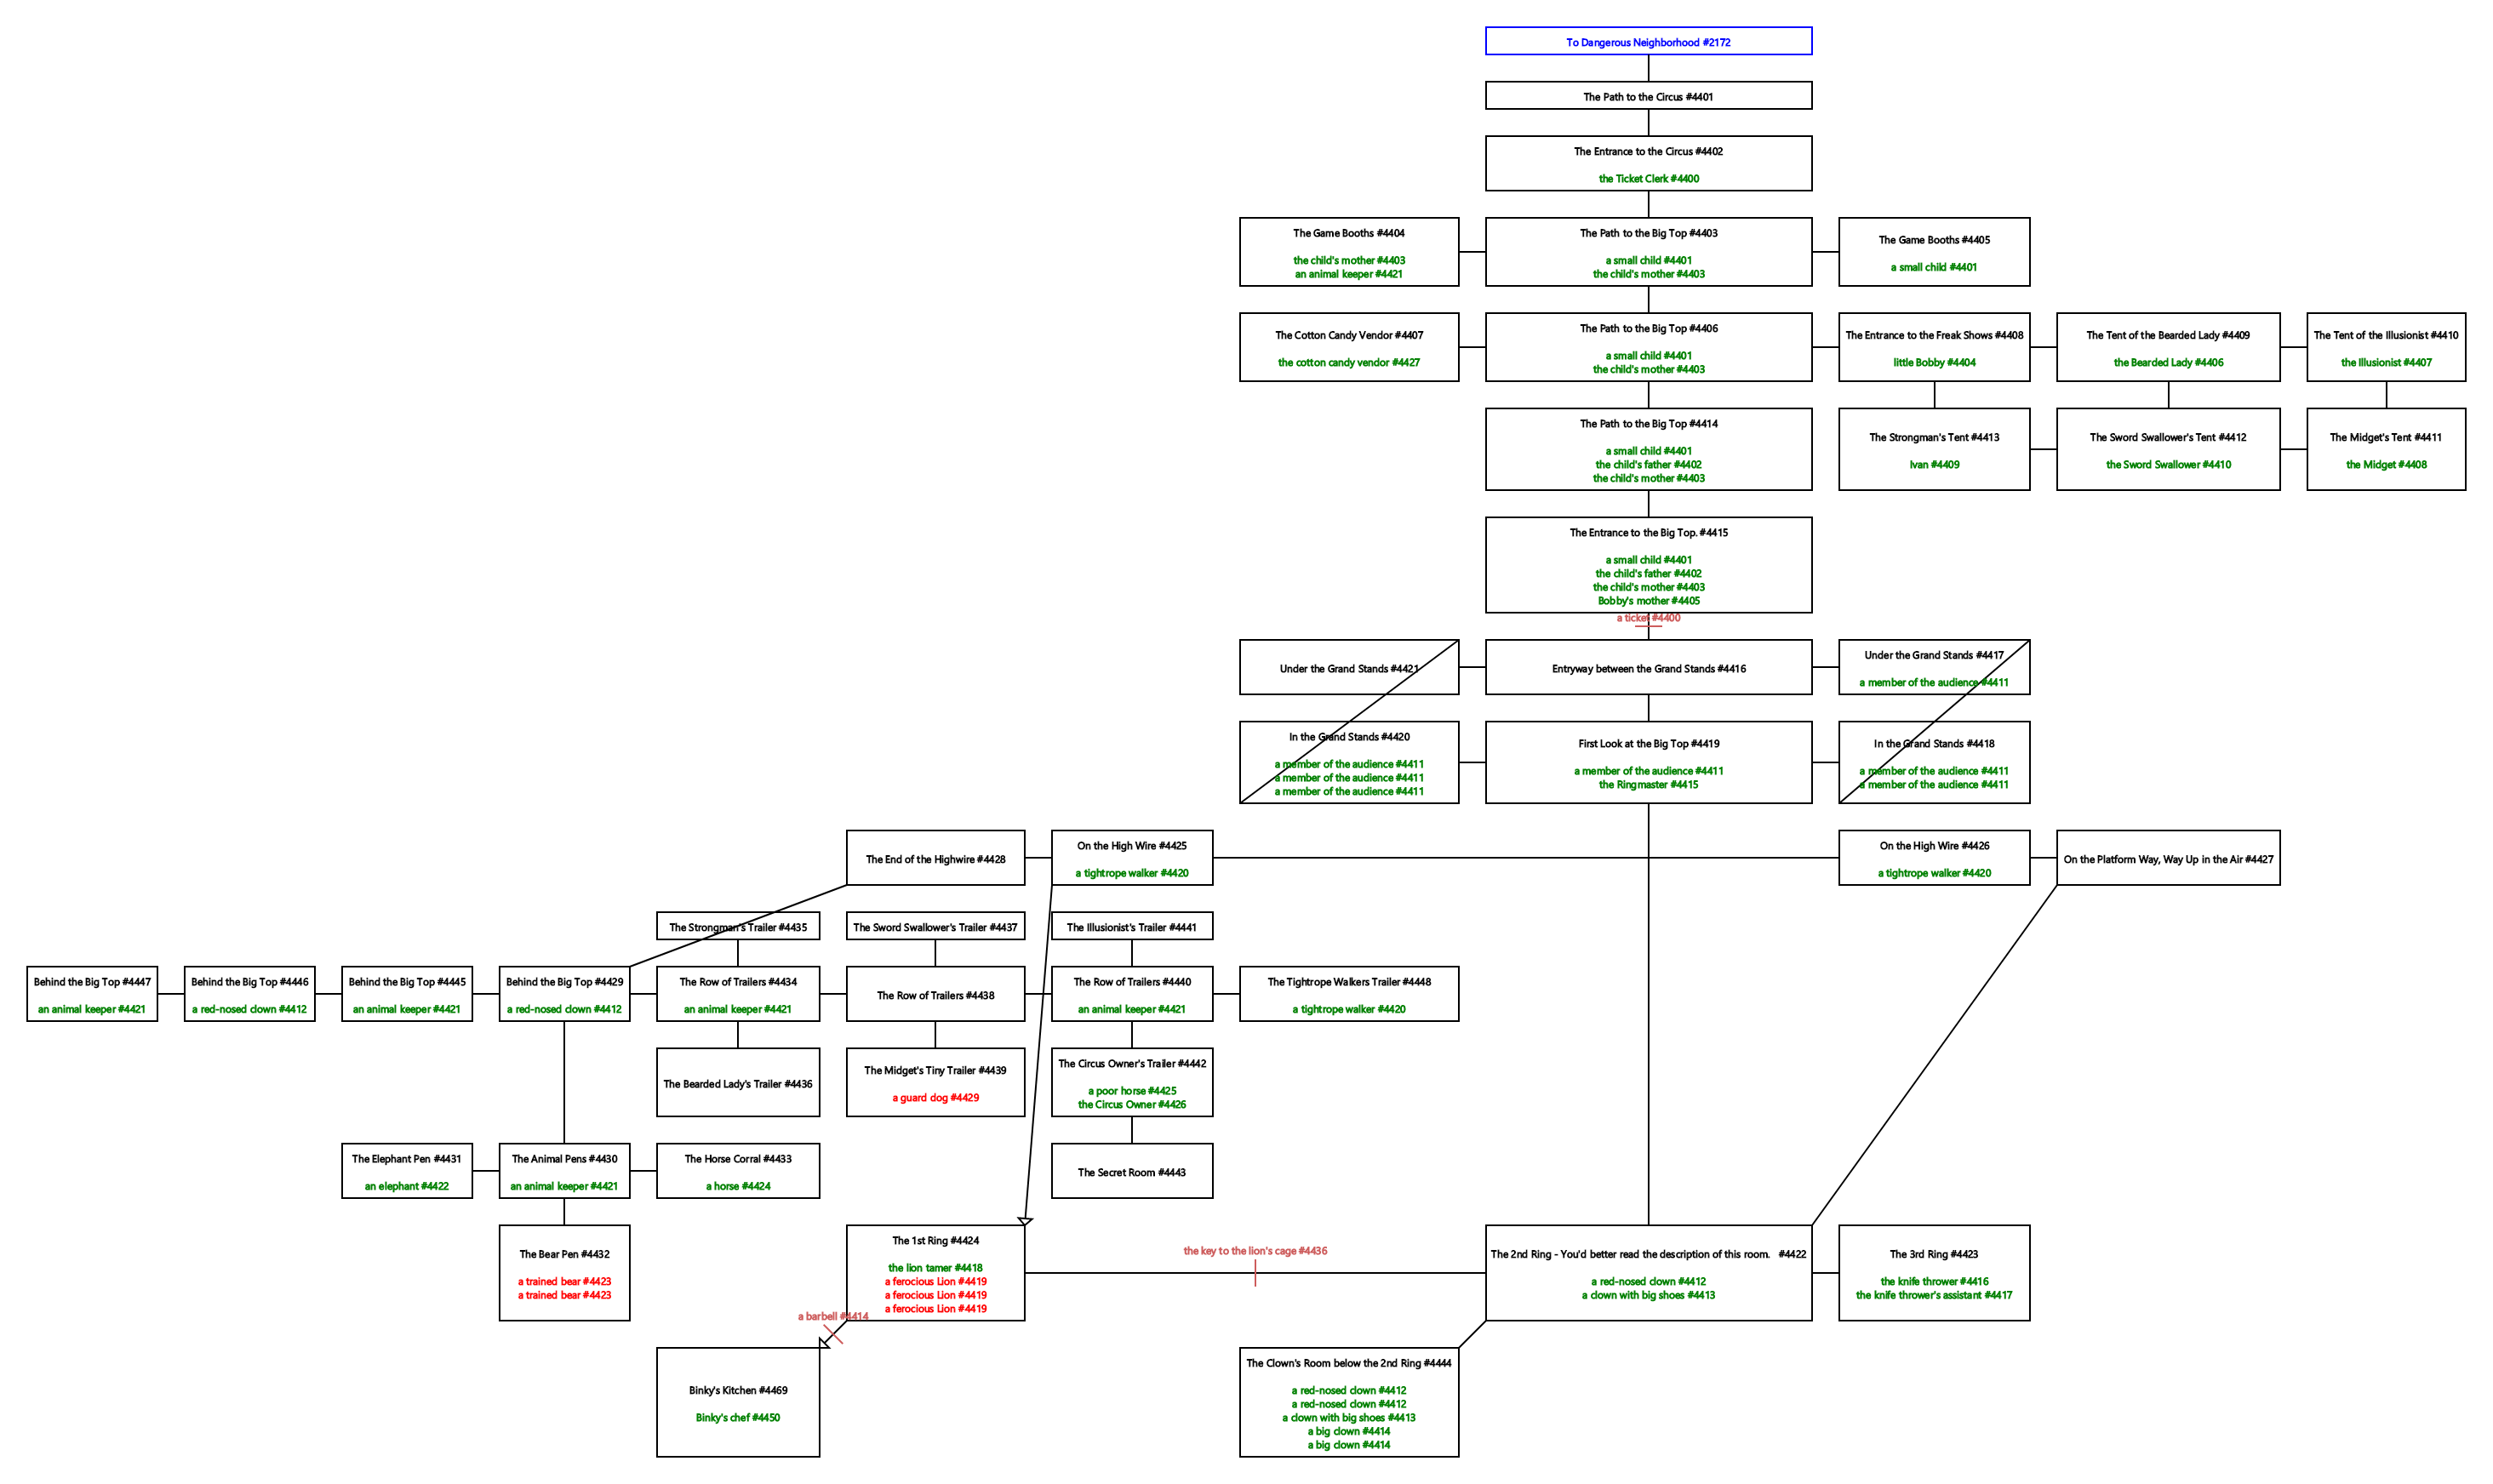 To Dangerous Neighborhood #2172
The Path to the Circus #4401
The Entrance to the Circus #4402
the Ticket Clerk #4400
The Game Booths #4404
the child's mother #4403
an animal keeper #4421
The Path to the Big Top #4403
a small child #4401
the child's mother #4403
The Game Booths #4405
a small child #4401
The Cotton Candy Vendor #4407
the cotton candy vendor #4427
The Path to the Big Top #4406
a small child #4401
the child's mother #4403
The Entrance to the Freak Shows #4408
little Bobby #4404
The Tent of the Bearded Lady #4409
the Bearded Lady #4406
The Tent of the Illusionist #4410
the Illusionist #4407
The Path to the Big Top #4414
a small child #4401
the child's father #4402
the child's mother #4403
The Strongman's Tent #4413
Ivan #4409
The Sword Swallower's Tent #4412
the Sword Swallower #4410
The Midget's Tent #4411
the Midget #4408
The Entrance to the Big Top. #4415
a small child #4401
the child's father #4402
the child's mother #4403
Bobby's mother #4405
a ticket #4400
Under the Grand Stands #4421
Entryway between the Grand Stands #4416
Under the Grand Stands #4417
a member of the audience #4411
In the Grand Stands #4420
a member of the audience #4411
a member of the audience #4411
a member of the audience #4411
First Look at the Big Top #4419
a member of the audience #4411
the Ringmaster #4415
In the Grand Stands #4418
a member of the audience #4411
a member of the audience #4411
The End of the Highwire #4428
On the High Wire #4425
a tightrope walker #4420
On the High Wire #4426
a tightrope walker #4420
On the Platform Way, Way Up in the Air #4427
The Strongman's Trailer #4435
The Sword Swallower's Trailer #4437
The Illusionist's Trailer #4441
Behind the Big Top #4447
an animal keeper #4421
Behind the Big Top #4446
a red-nosed clown #4412
Behind the Big Top #4445
an animal keeper #4421
Behind the Big Top #4429
a red-nosed clown #4412
The Row of Trailers #4434
an animal keeper #4421
The Row of Trailers #4438
The Row of Trailers #4440
an animal keeper #4421
The Tightrope Walkers Trailer #4448
a tightrope walker #4420
The Bearded Lady's Trailer #4436
The Midget's Tiny Trailer #4439
a guard dog #4429
The Circus Owner's Trailer #4442
a poor horse #4425
the Circus Owner #4426
The Elephant Pen #4431
an elephant #4422
The Animal Pens #4430
an animal keeper #4421
The Horse Corral #4433
a horse #4424
The Secret Room #4443
The Bear Pen #4432
a trained bear #4423
a trained bear #4423
The 1st Ring #4424
the lion tamer #4418
a ferocious Lion #4419
a ferocious Lion #4419
a ferocious Lion #4419
the key to the lion's cage #4436
The 2nd Ring - You'd better read the description of this room. #4422
a red-nosed clown #4412
a clown with big shoes #4413
The 3rd Ring #4423
the knife thrower #4416
the knife thrower's assistant #4417
a barbell #4414
Binky's Kitchen #4469
Binky's chef #4450
The Clown's Room below the 2nd Ring #4444
a red-nosed clown #4412
a red-nosed clown #4412
a clown with big shoes #4413
a big clown #4414
a big clown #4414